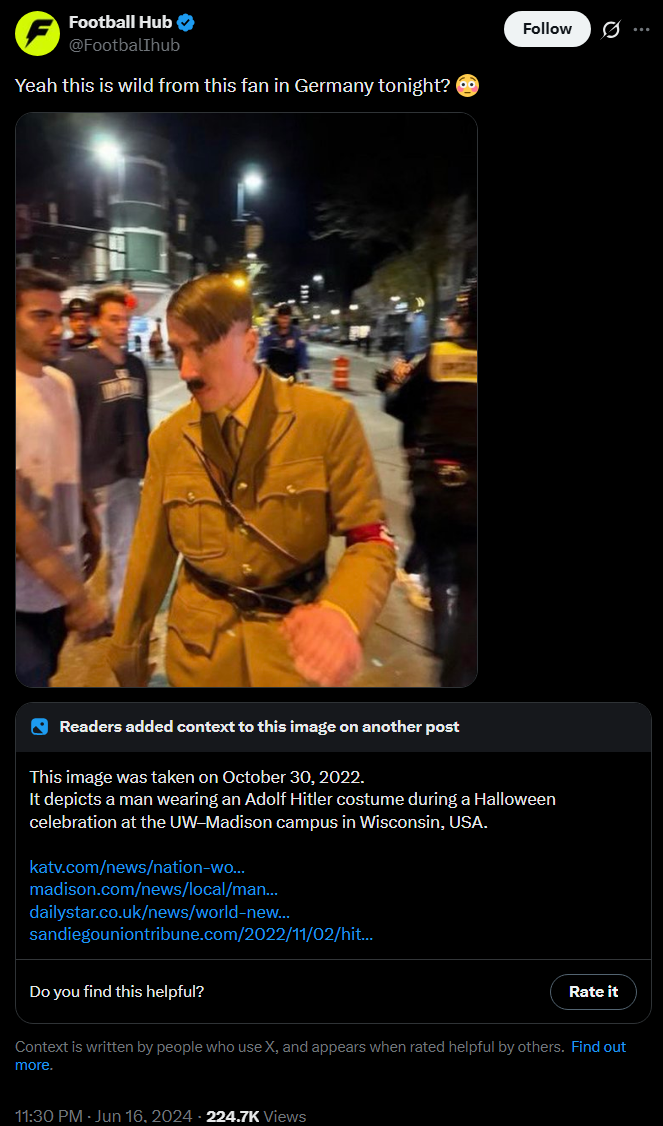 Football Hub
@FootbalIhub
Follow
Yeah this is wild from this fan in Germany tonight? 😳
Readers added context to this image on another post
This image was taken on October 30, 2022.
It depicts a man wearing an Adolf Hitler costume during a Halloween
celebration at the UW–Madison campus in Wisconsin, USA.
katv.com/news/nation-wo...
madison.com/news/local/man...
dailystar.co.uk/news/world-new...
sandiegouniontribune.com/2022/11/02/hit...
Do you find this helpful?
Rate it
Context is written by people who use X, and appears when rated helpful by others. Find out
more.
11:30 PM · Jun 16, 2024 · 224.7K Views